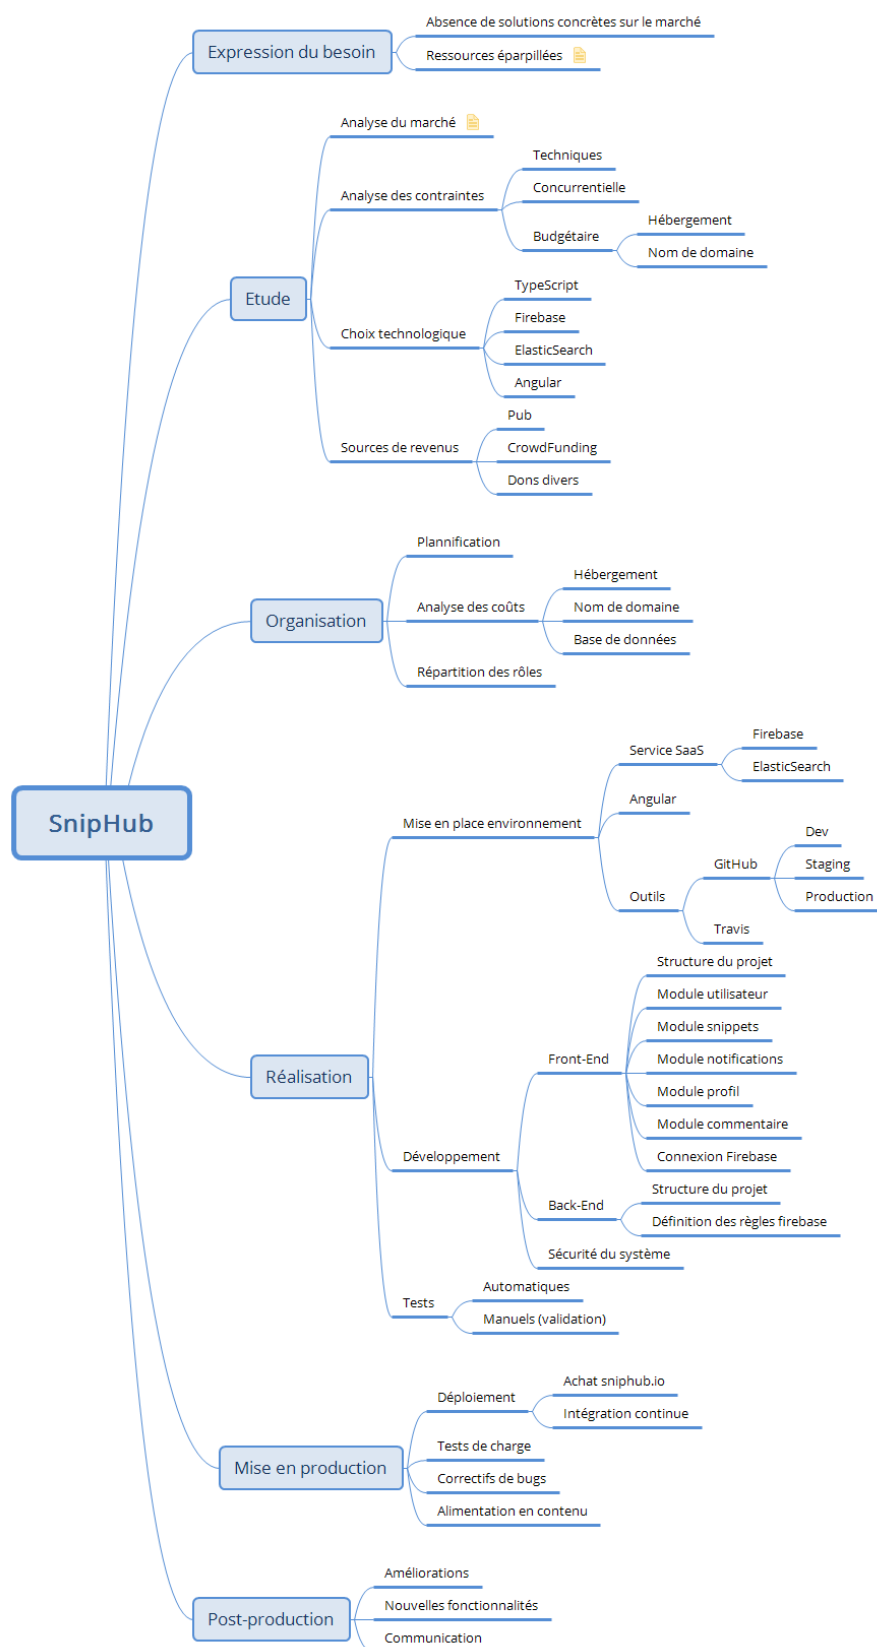 Absence de solutions concrètes sur le marché
Expression du besoin
Ressources éparpillées
Analyse du marché
Techniques
Analyse des contraintes
Concurrentielle
Hébergement
Budgétaire
Nom de domaine
Etude
TypeScript
Firebase
Choix technologique
ElasticSearch
Angular
Pub
Sources de revenus
CrowdFunding
Dons divers
Plannification
Hébergement
Organisation
Analyse des coûts
Nom de domaine
Base de données
Répartition des rôles
Firebase
Service SaaS
ElasticSearch
Angular
SnipHub
Mise en place environnement
Dev
GitHub
Staging
Outils
Production
Travis
Structure du projet
Module utilisateur
Module snippets
Front-End
Module notifications
Réalisation
Module profil
Module commentaire
Développement
Connexion Firebase
Structure du projet
Back-End
Définition des règles firebase
Sécurité du système
Automatiques
Tests
Manuels (validation)
Achat sniphub.io
Déploiement
Intégration continue
Tests de charge
Mise en production
Correctifs de bugs
Alimentation en contenu
Améliorations
Nouvelles fonctionnalités
Post-production
Communication